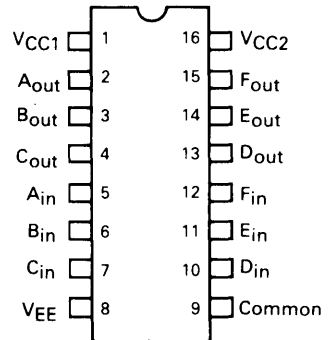 VCC1 1 16 VCC2
Aout 2 15 Fout
Bout 3 14 Eout
Cout 4 13 Dout
Ain 5 12 Fin
Bin 6 11 Ein
Cin 7 10 Din
VEE 8 9 Common